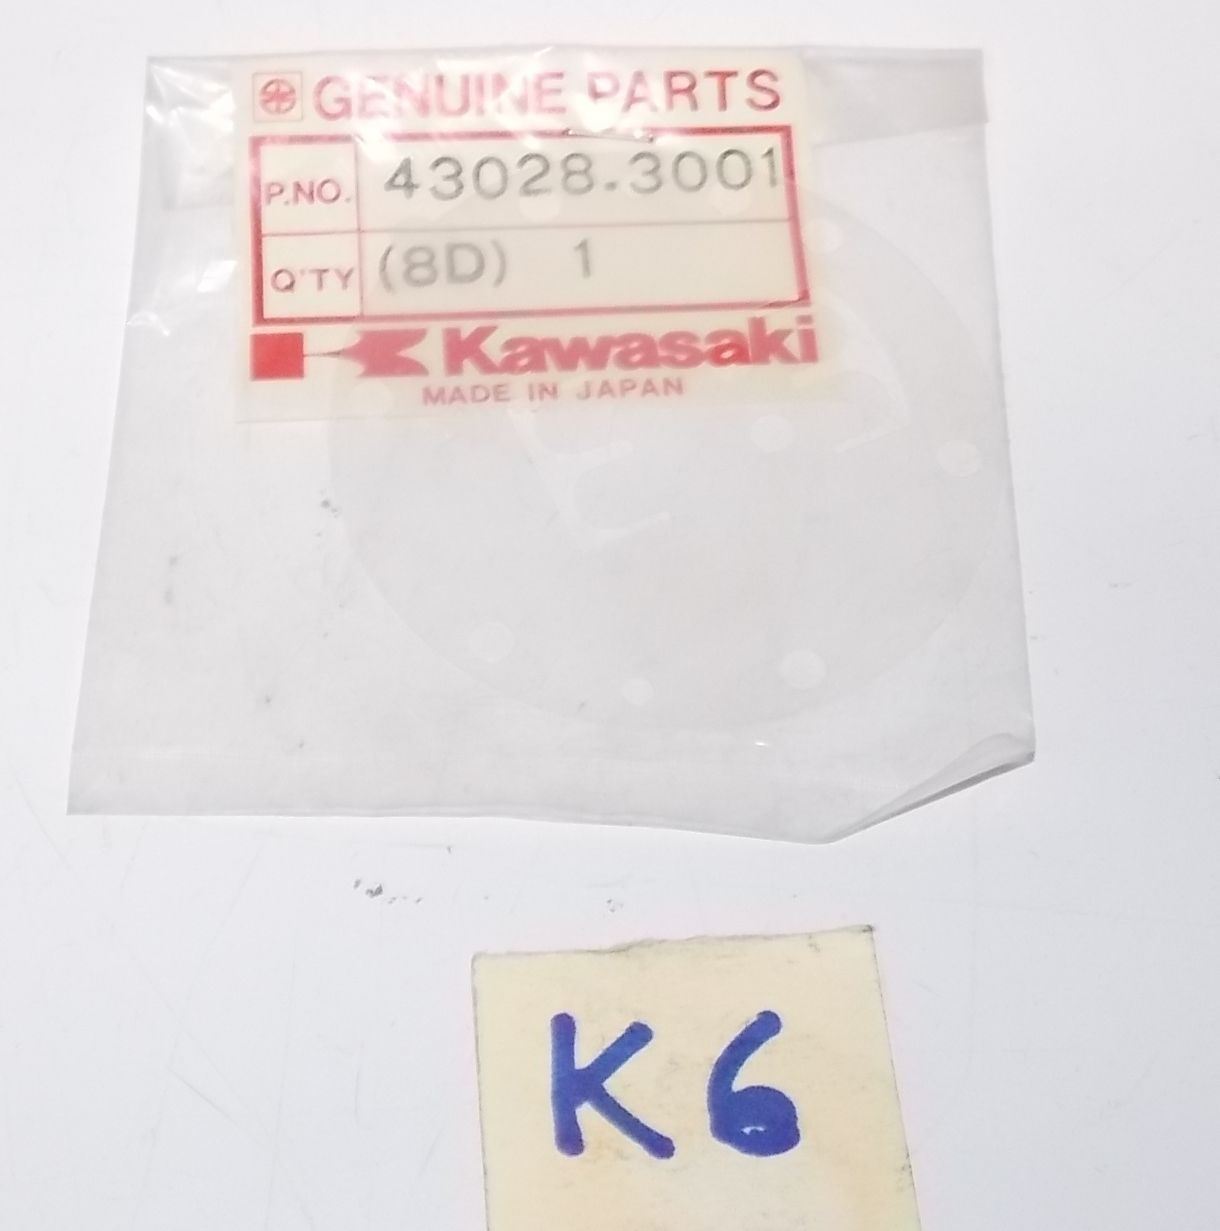 GENUINE PARTS
P.NO. 43028.3001
Q'TY (8D) 1
Kawasaki
MADE IN JAPAN
K6